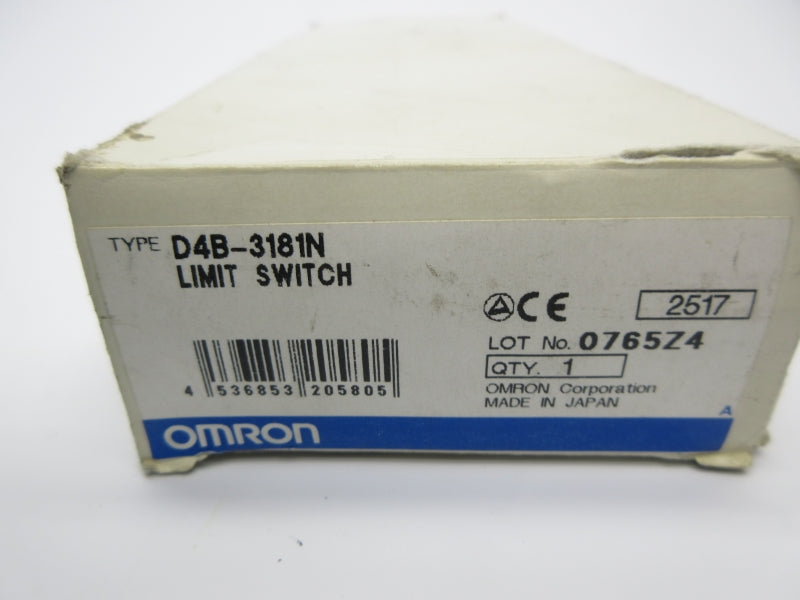 TYPE D4B-3181N
LIMIT SWITCH
CE
2517
LOT No. 0765Z4
QTY. 1
4 536853 205805
OMRON Corporation
MADE IN JAPAN
A
OMRON